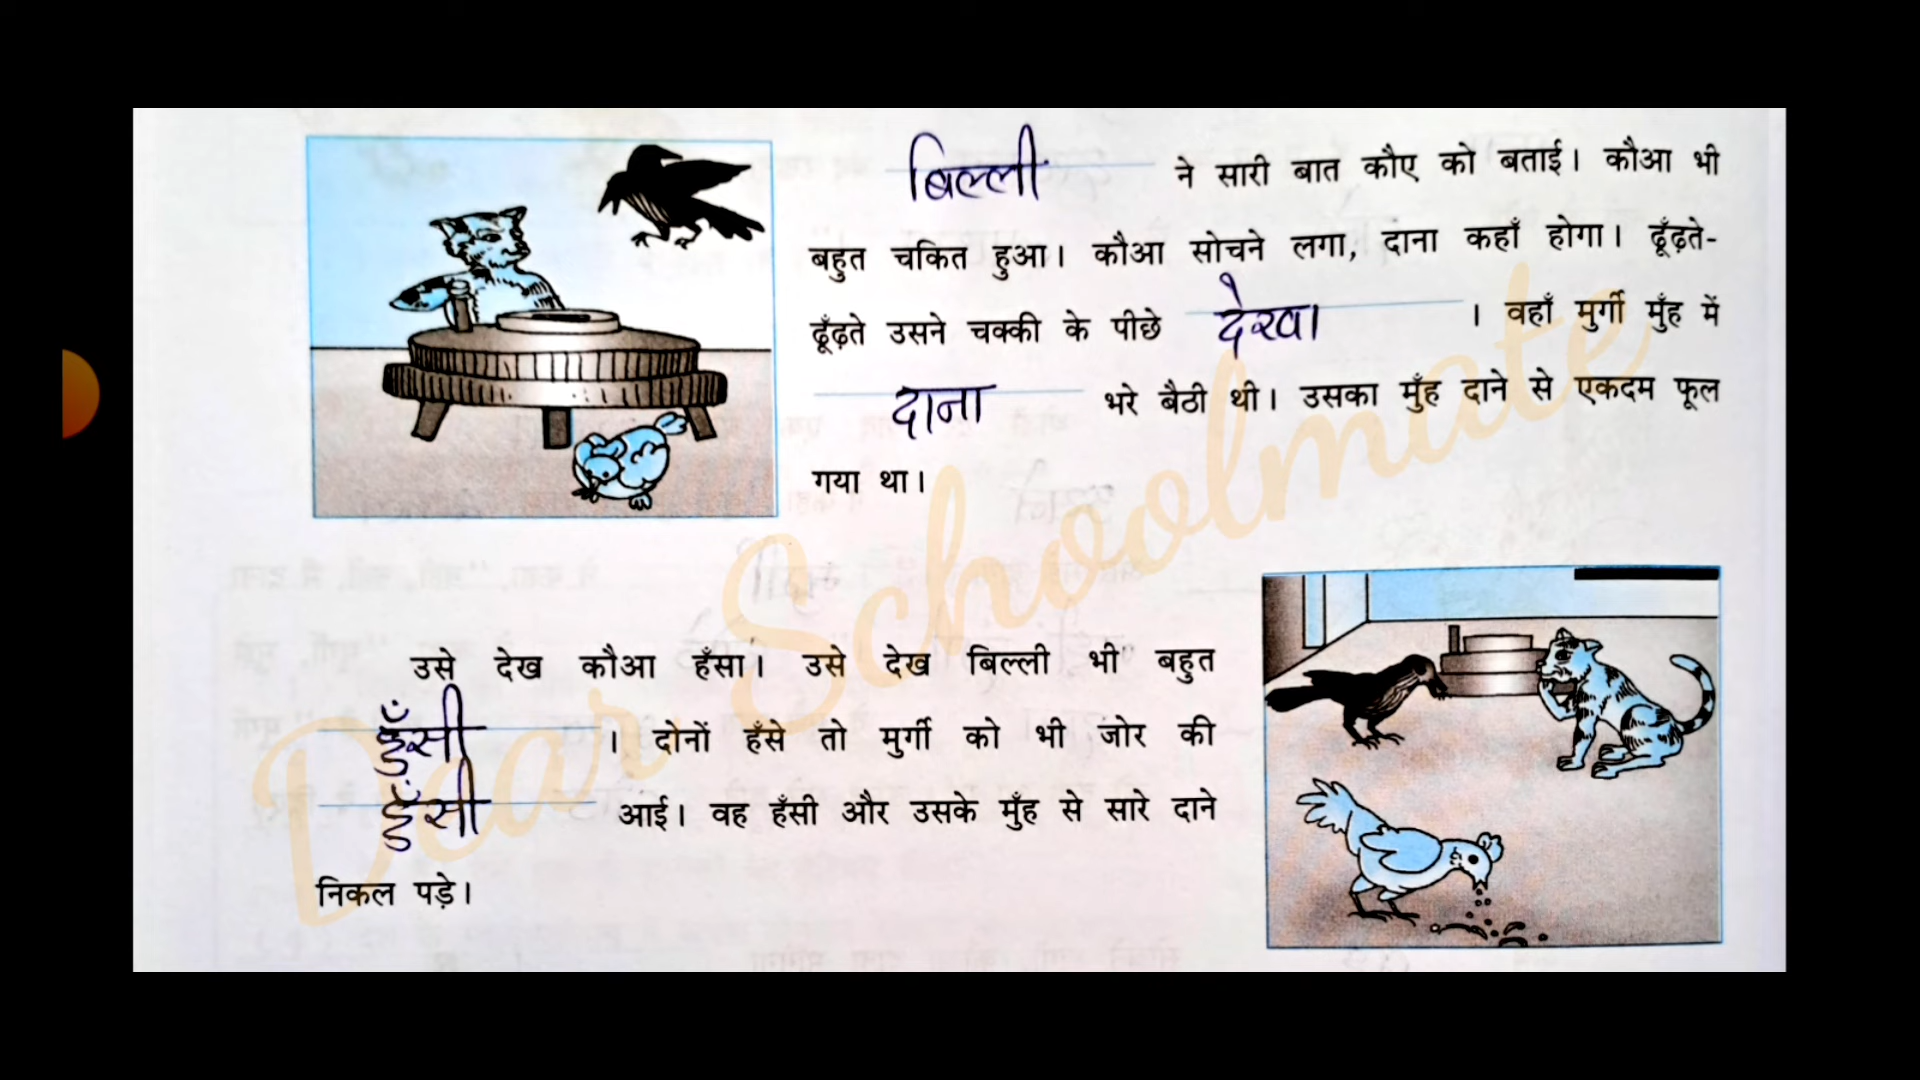 बिल्ली ने सारी बात कौए को बताई। कौआ भी
बहुत चकित हुआ। कौआ सोचने लगा, दाना कहाँ होगा। ढूँढ़ते-
ढूँढ़ते उसने चक्की के पीछे देखा । वहाँ मुर्गी मुँह में
दाना भरे बैठी थी। उसका मुँह दाने से एकदम फूल
गया था।
Dear Schoolmate
उसे देख कौआ हँसा। उसे देख बिल्ली भी बहुत
हँसी । दोनों हँसे तो मुर्गी को भी जोर की
हँसी आई। वह हँसी और उसके मुँह से सारे दाने
निकल पड़े।